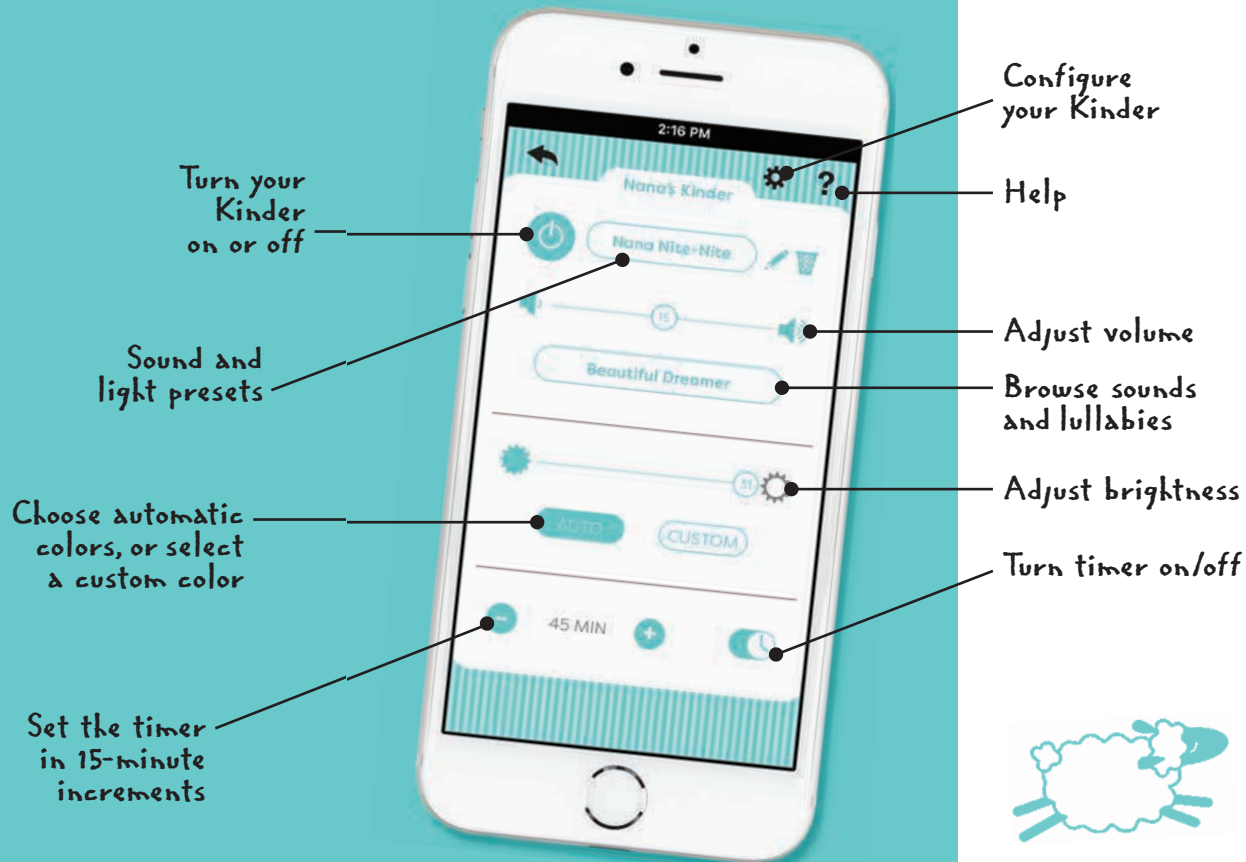 Turn your
Kinder
on or off
Sound and
light presets
Choose automatic
colors, or select
a custom color
Set the timer
in 15-minute
increments
2:16 PM
?
Nana's Kinder
Nana Nite-Nite
15
Beautiful Dreamer
31
AUTO
CUSTOM
- 45 MIN +
Configure
your Kinder
Help
Adjust volume
Browse sounds
and lullabies
Adjust brightness
Turn timer on/off